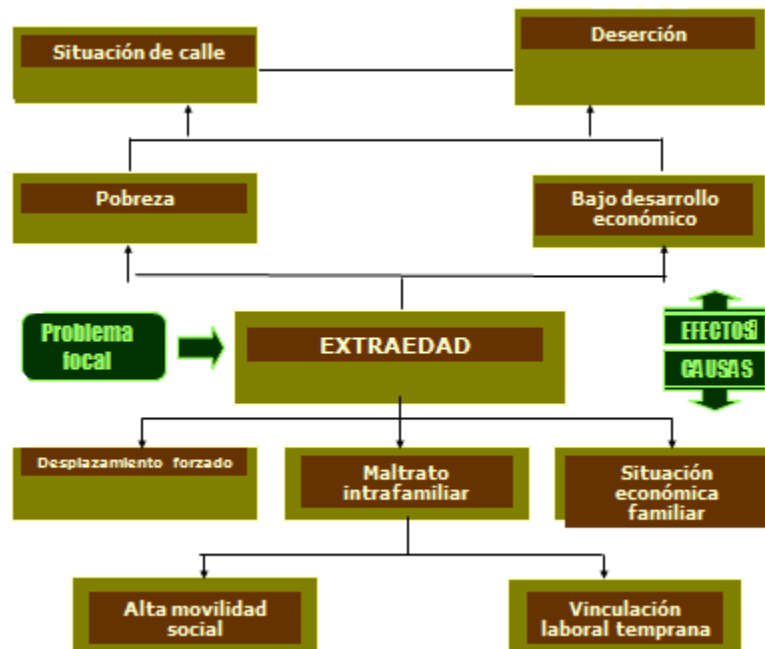 Situación de calle
Deserción
Pobreza
Bajo desarrollo
económico
Problema
focal
EXTRAEDAD
EFECTOS
CAUSAS
Desplazamiento forzado
Maltrato
intrafamiliar
Situación
económica
familiar
Alta movilidad
social
Vinculación
laboral temprana